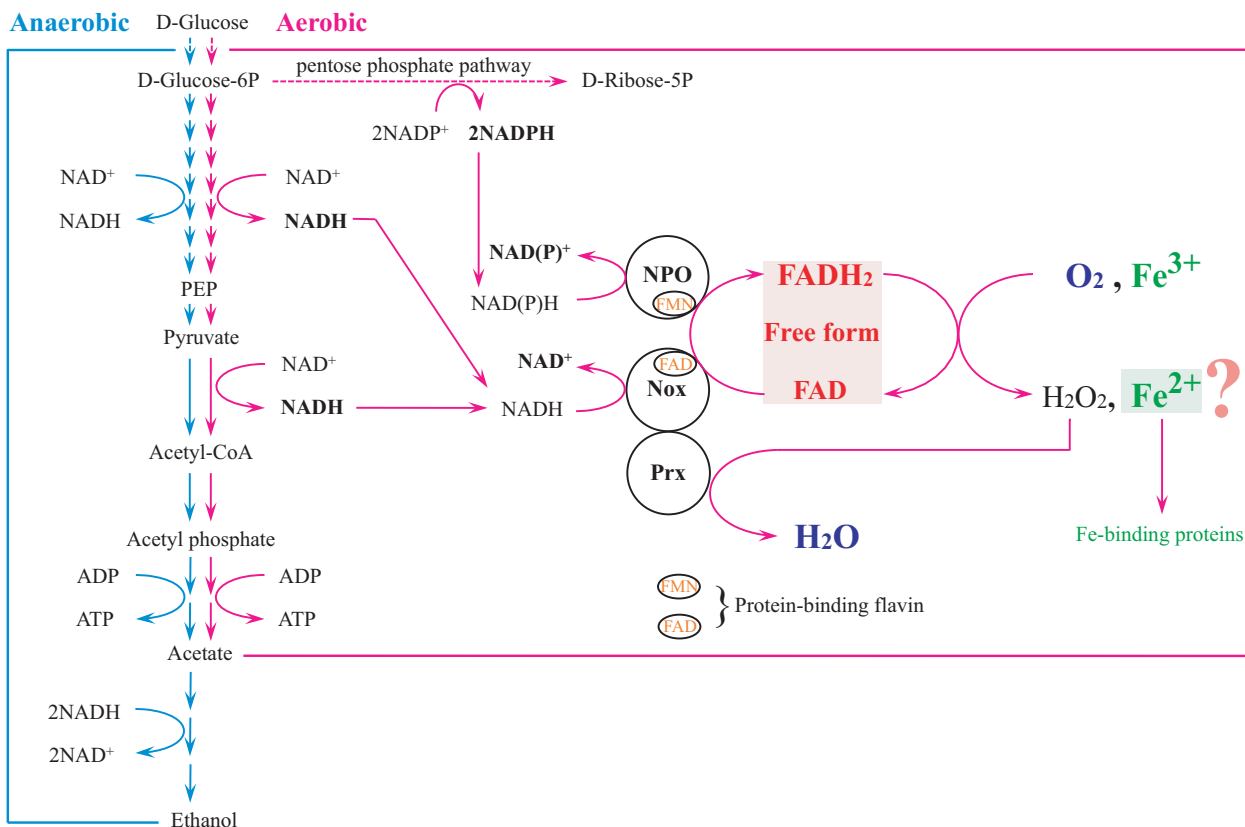 Anaerobic
D-Glucose
Aerobic
D-Glucose-6P
pentose phosphate pathway
D-Ribose-5P
2NADP⁺
2NADPH
NAD⁺
NADH
NAD⁺
NADH
PEP
Pyruvate
NAD⁺
NADH
Acetyl-CoA
Acetyl phosphate
ADP
ATP
ADP
ATP
Acetate
2NADH
2NAD⁺
Ethanol
NAD(P)⁺
NAD(P)H
NAD⁺
NADH
NPO
FMN
FAD
Nox
Prx
FADH₂
Free form
FAD
O₂ , Fe³⁺
H₂O₂, Fe²⁺ ?
H₂O
Fe-binding proteins
FMN
FAD
} Protein-binding flavin